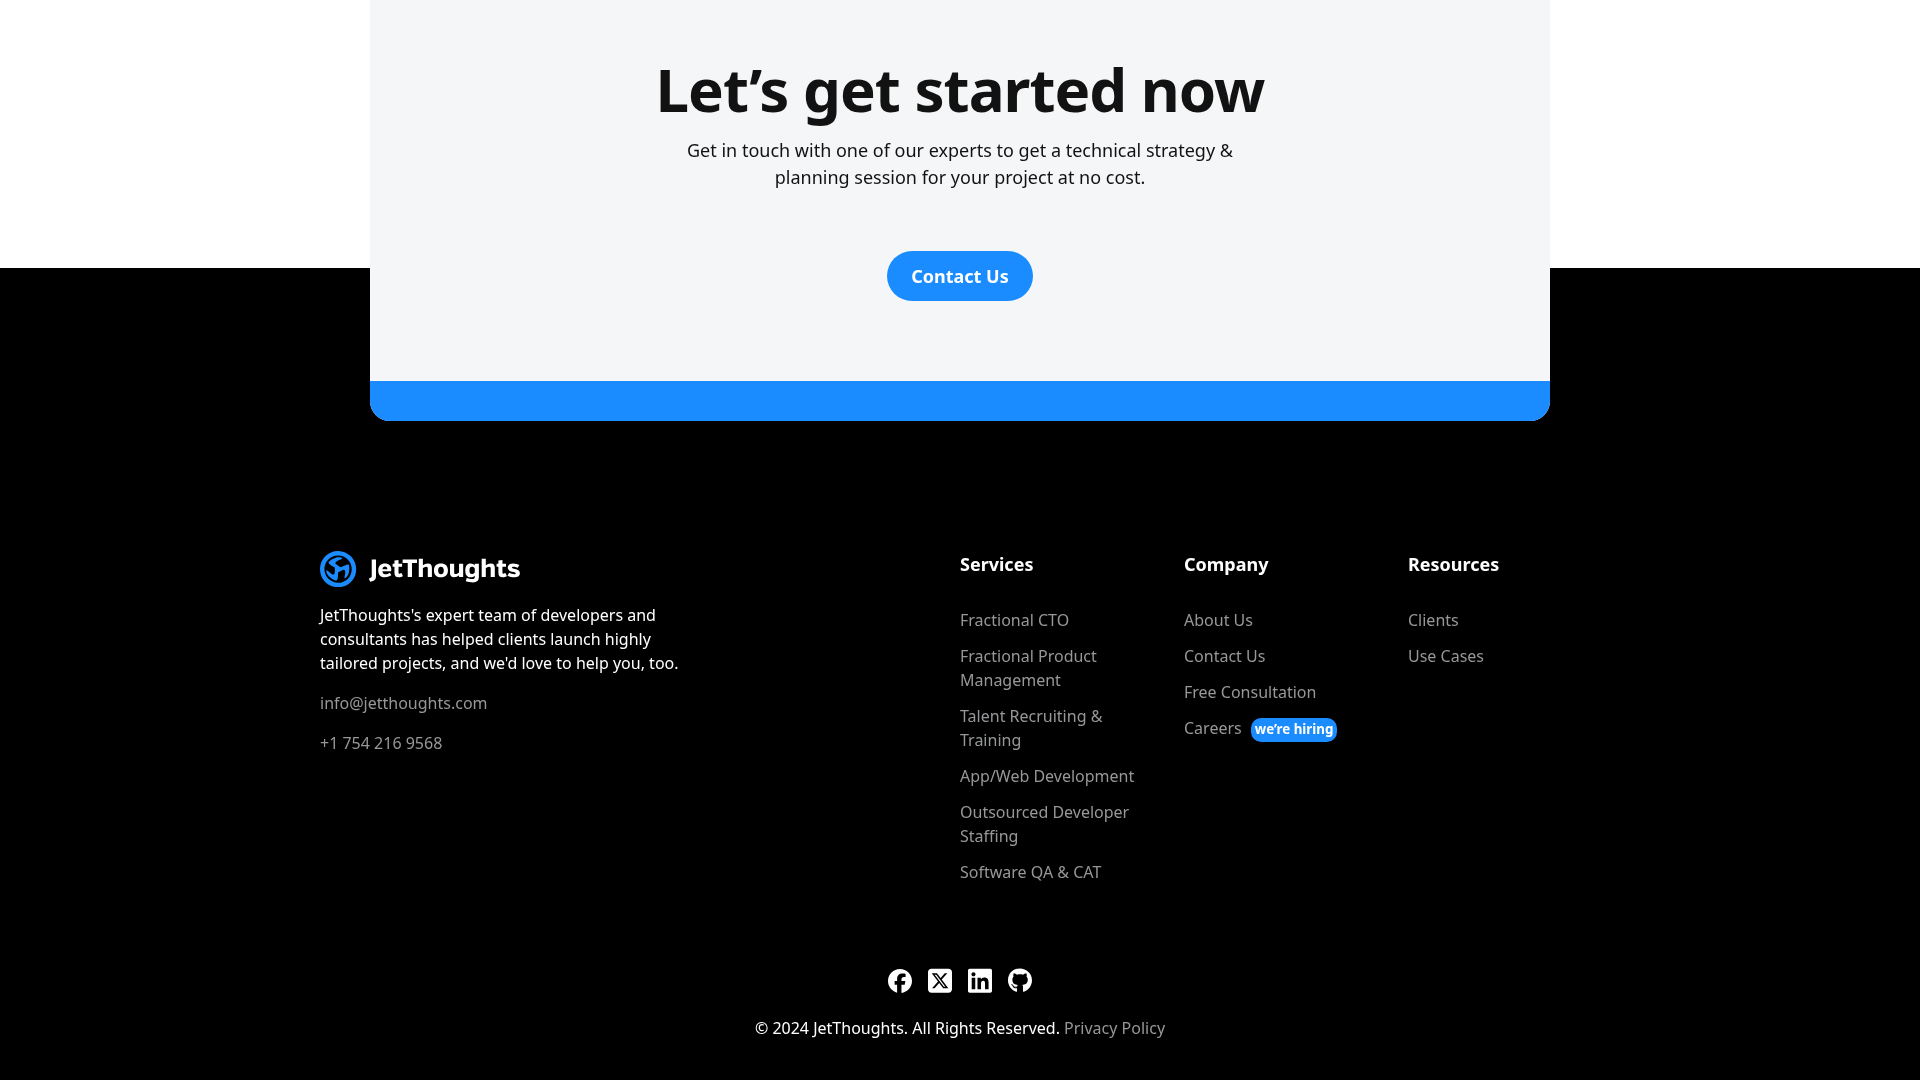 Let’s get started now
Get in touch with one of our experts to get a technical strategy &
planning session for your project at no cost.
Contact Us
JetThoughts
JetThoughts's expert team of developers and
consultants has helped clients launch highly
tailored projects, and we'd love to help you, too.
info@jetthoughts.com
+1 754 216 9568
Services
Fractional CTO
Fractional Product
Management
Talent Recruiting &
Training
App/Web Development
Outsourced Developer
Staffing
Software QA & CAT
Company
About Us
Contact Us
Free Consultation
Careers we’re hiring
Resources
Clients
Use Cases
© 2024 JetThoughts. All Rights Reserved. Privacy Policy